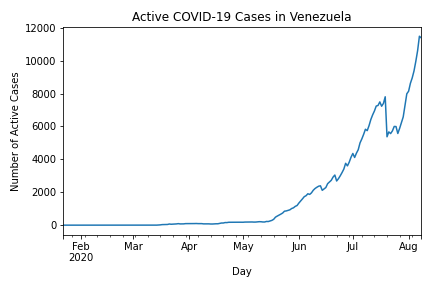 Active COVID-19 Cases in Venezuela
Number of Active Cases
12000
10000
8000
6000
4000
2000
0
Feb Mar Apr May Jun Jul Aug
2020
Day